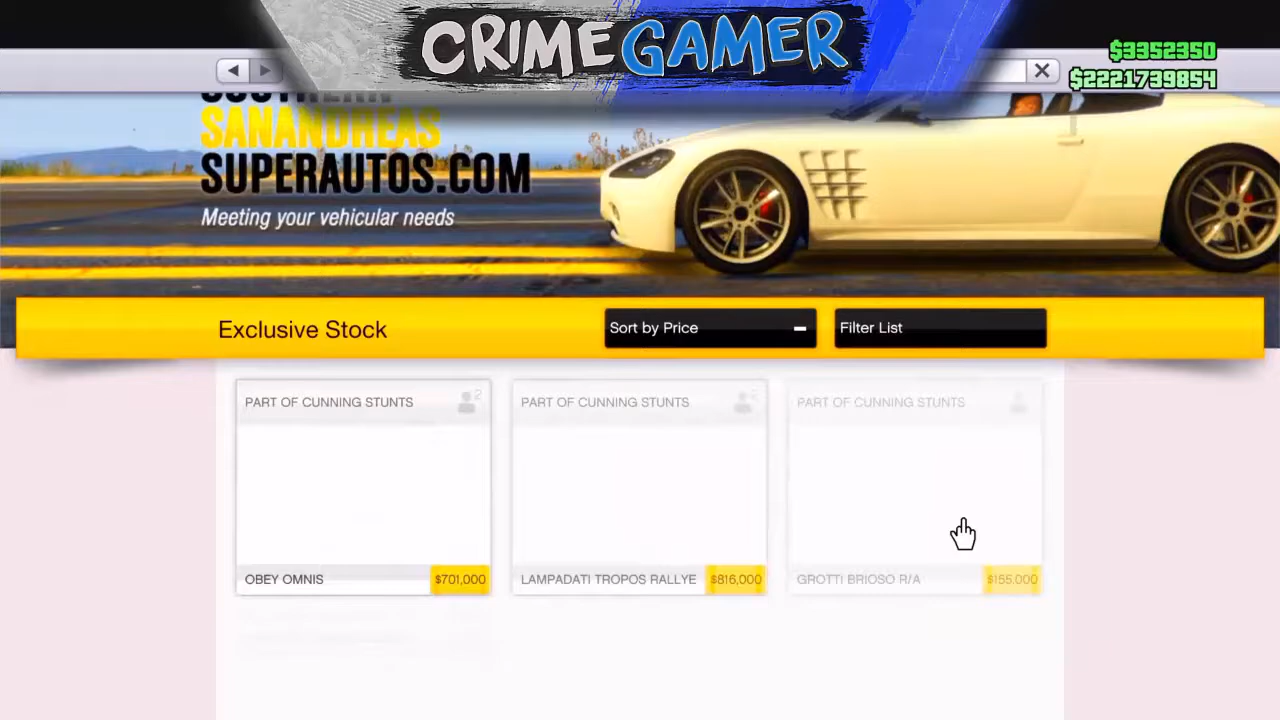 CRIMEGAMER
$3352350
$2221739854
SOUTHERN
SANANDREAS
SUPERAUTOS.COM
Meeting your vehicular needs
Exclusive Stock
Sort by Price
Filter List
PART OF CUNNING STUNTS 2
PART OF CUNNING STUNTS
PART OF CUNNING STUNTS
OBEY OMNIS $701,000
LAMPADATI TROPOS RALLYE $816,000
GROTTI BRIOSO R/A $155,000